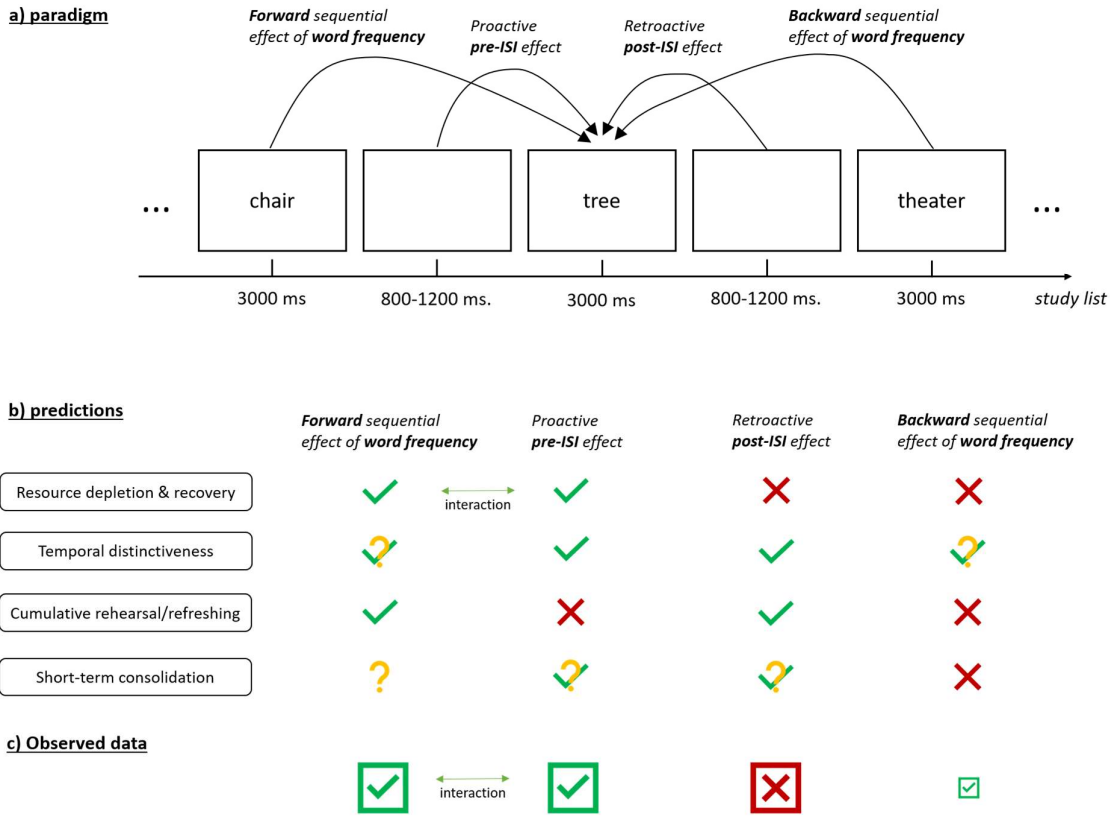 a) paradigm
Forward sequential
effect of word frequency
Proactive
pre-ISI effect
Retroactive
post-ISI effect
Backward sequential
effect of word frequency
... chair tree theater ...
3000 ms 800-1200 ms. 3000 ms 800-1200 ms. 3000 ms study list
b) predictions
Forward sequential
effect of word frequency
Proactive
pre-ISI effect
Retroactive
post-ISI effect
Backward sequential
effect of word frequency
Resource depletion & recovery
interaction
Temporal distinctiveness
? ?
Cumulative rehearsal/refreshing
Short-term consolidation
? ? ?
c) Observed data
interaction